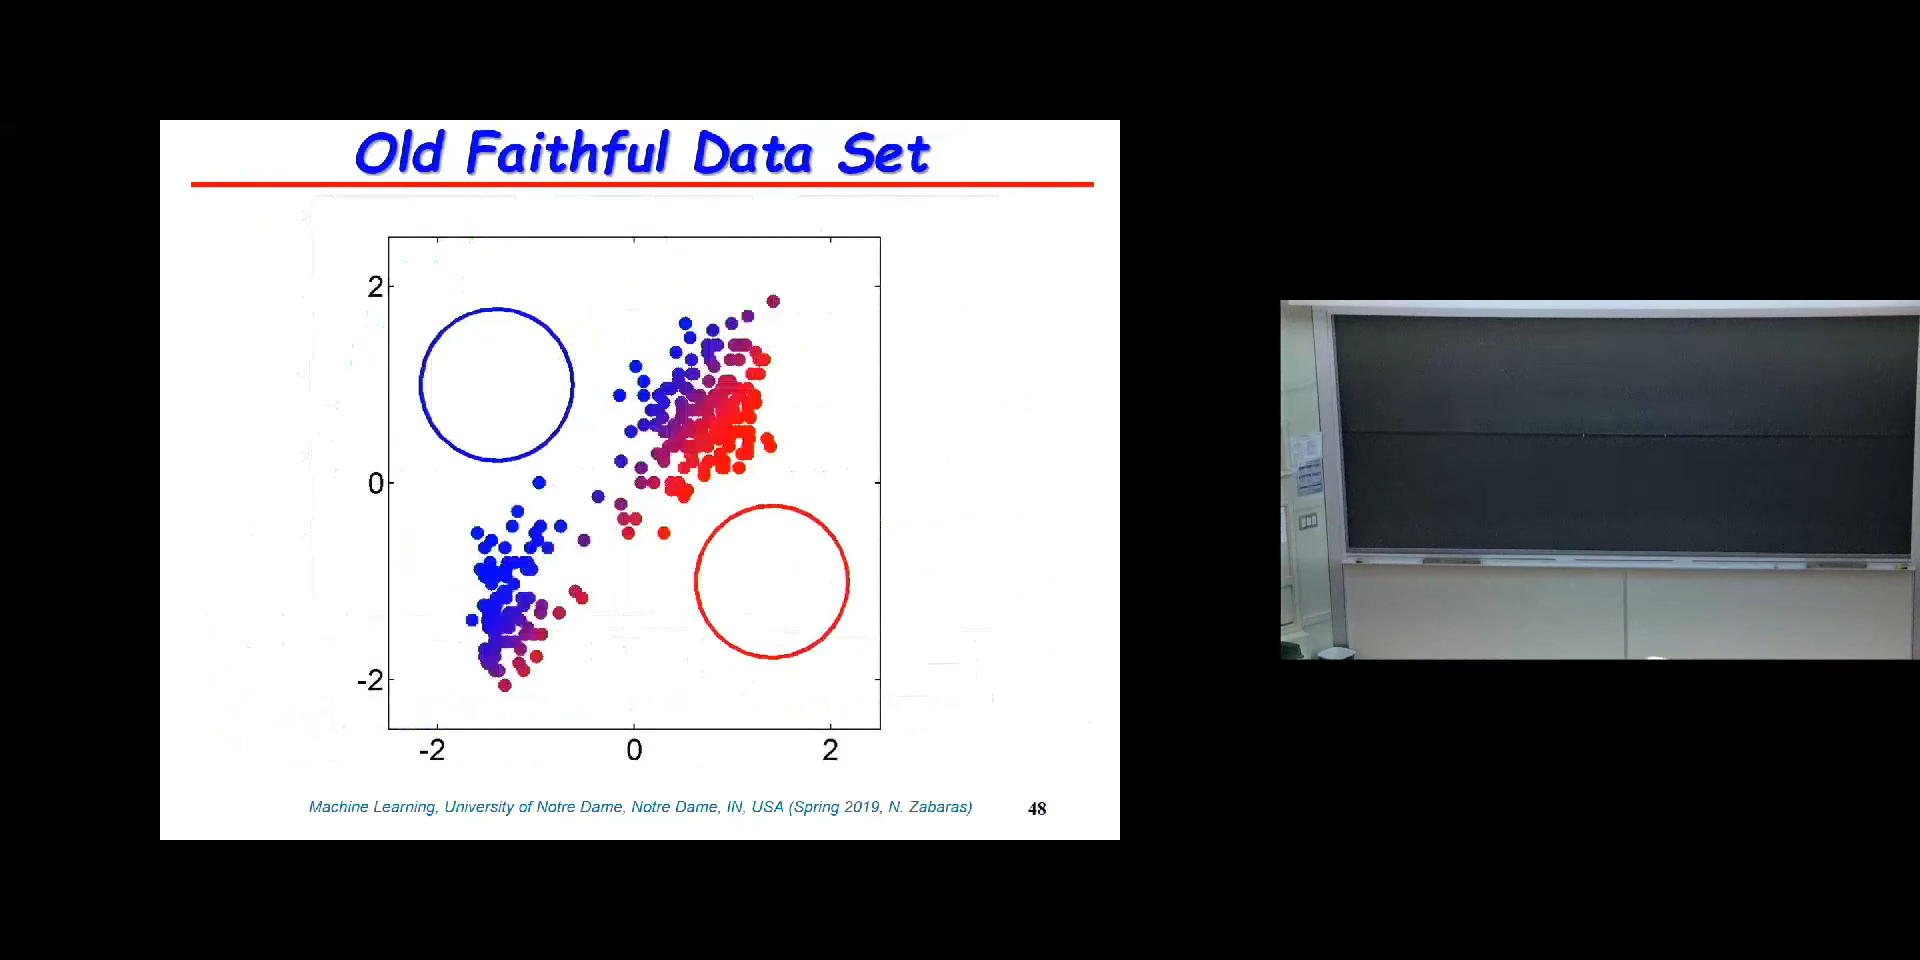 Old Faithful Data Set
2
0
-2
-2 0 2
Machine Learning, University of Notre Dame, Notre Dame, IN, USA (Spring 2019, N. Zabaras) 48